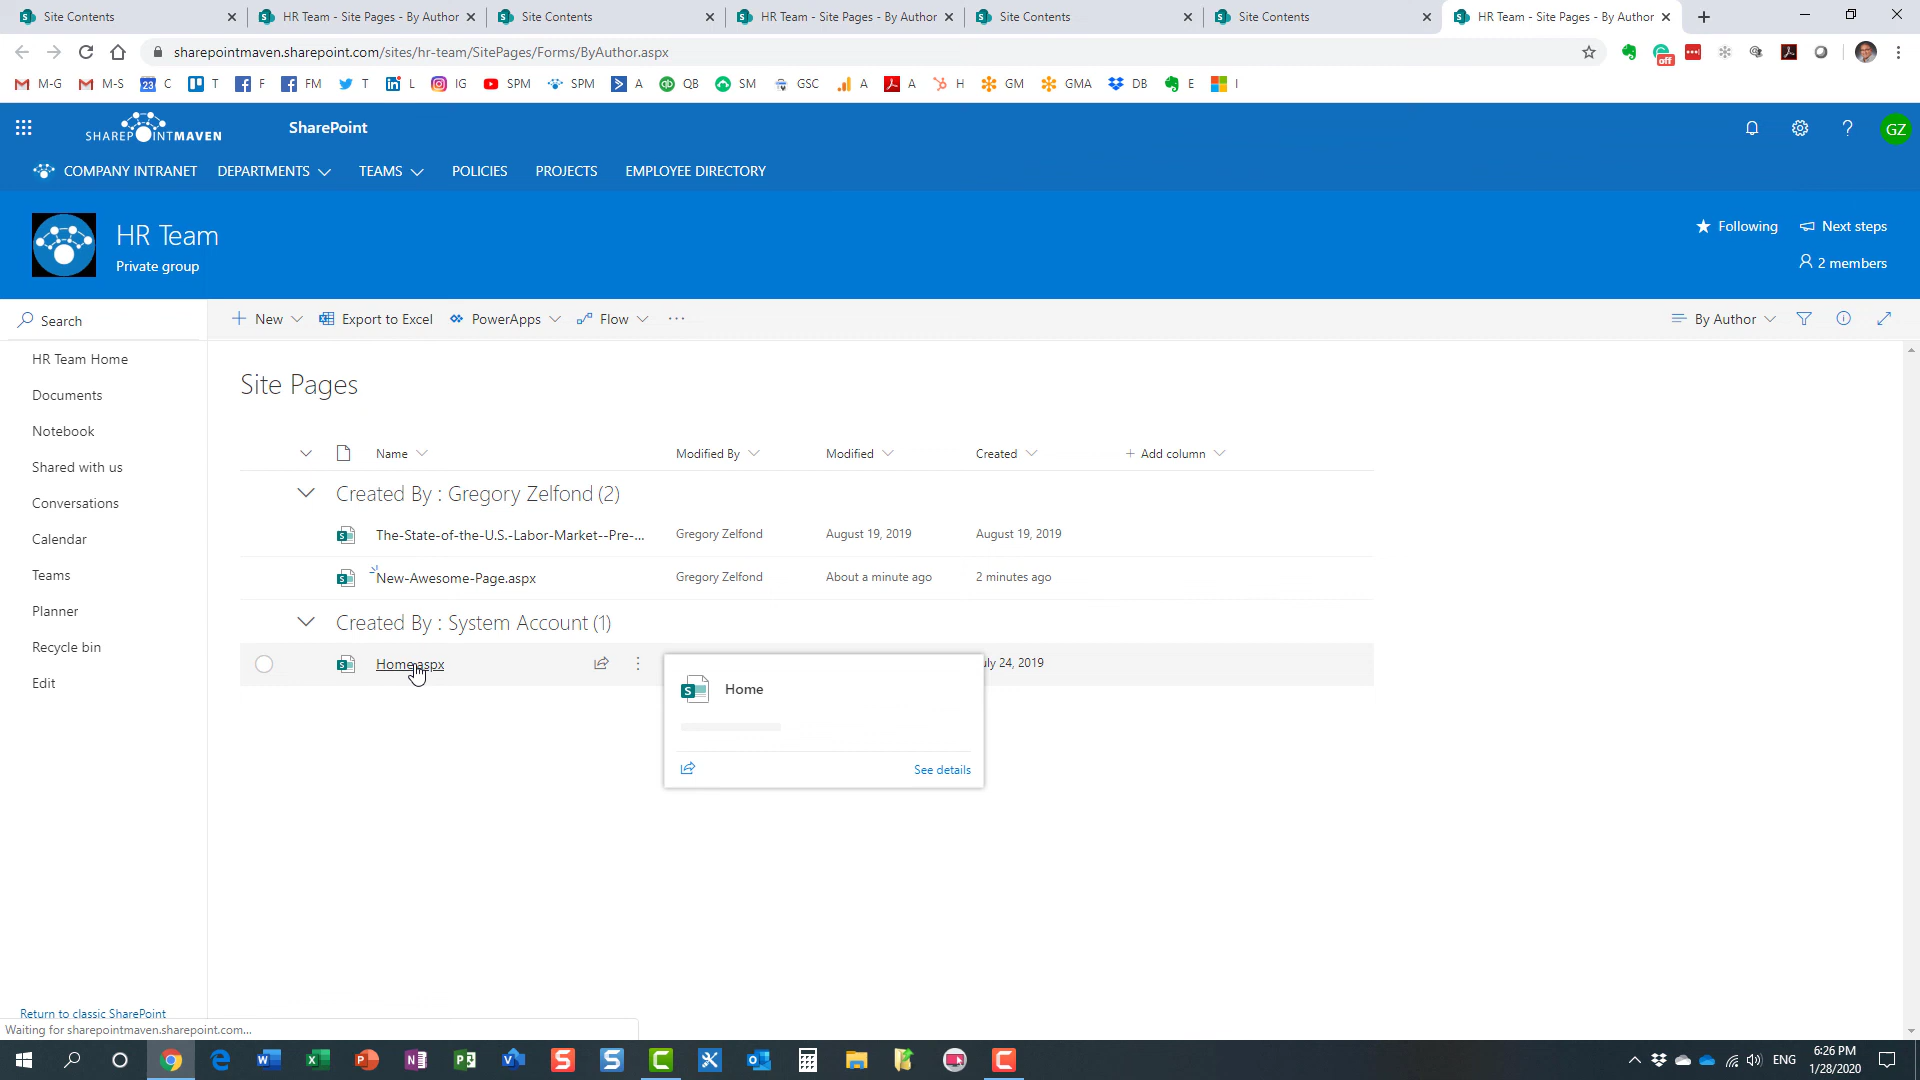 Site Contents
HR Team - Site Pages - By Author
Site Contents
HR Team - Site Pages - By Author
Site Contents
Site Contents
HR Team - Site Pages - By Author
sharepointmaven.sharepoint.com/sites/hr-team/SitePages/Forms/ByAuthor.aspx
off
M-G M-S 23 C T F FM T L IG SPM SPM A QB SM GSC A A H GM GMA DB E I
SHAREPOINTMAVEN SharePoint ? GZ
COMPANY INTRANET DEPARTMENTS TEAMS POLICIES PROJECTS EMPLOYEE DIRECTORY
HR Team
Private group
Following Next steps
2 members
Search
New Export to Excel PowerApps Flow ...
By Author
HR Team Home
Documents
Notebook
Shared with us
Conversations
Calendar
Teams
Planner
Recycle bin
Edit
Return to classic SharePoint
Site Pages
Name Modified By Modified Created + Add column
Created By : Gregory Zelfond (2)
The-State-of-the-U.S.-Labor-Market--Pre-... Gregory Zelfond August 19, 2019 August 19, 2019
New-Awesome-Page.aspx Gregory Zelfond About a minute ago 2 minutes ago
Created By : System Account (1)
Home.aspx uly 24, 2019
Home
See details
Waiting for sharepointmaven.sharepoint.com...
ENG
6:26 PM
1/28/2020